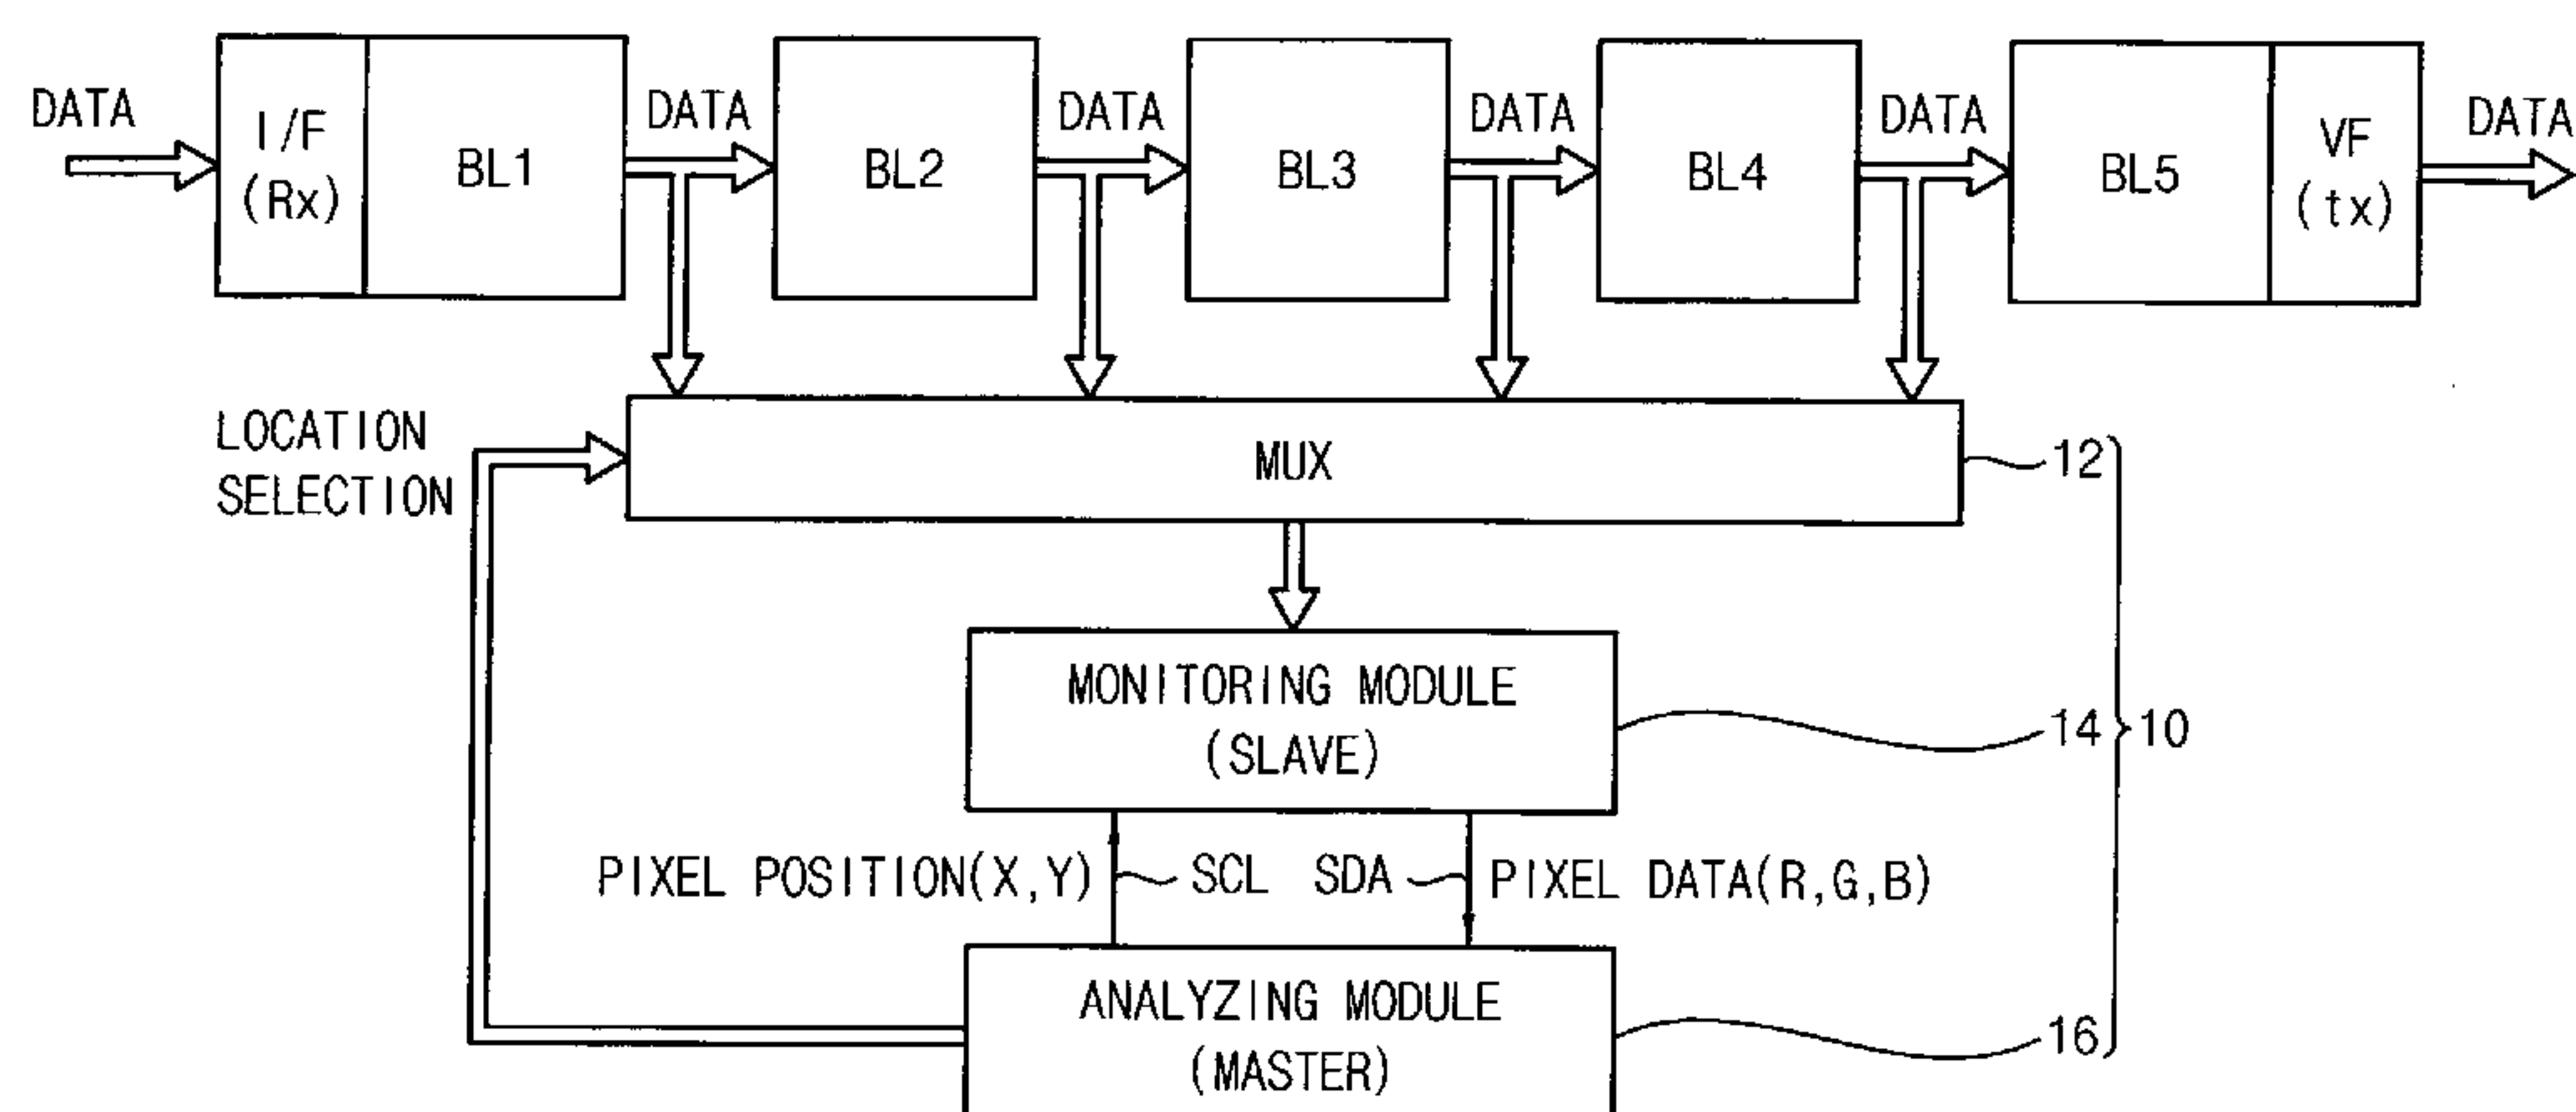 DATA
I/F
(Rx)
BL1
DATA
BL2
DATA
BL3
DATA
BL4
DATA
BL5
VF
(tx)
DATA
LOCATION
SELECTION
MUX
12
MONITORING MODULE
(SLAVE)
14
10
PIXEL POSITION(X,Y)
SCL
SDA
PIXEL DATA(R,G,B)
ANALYZING MODULE
(MASTER)
16